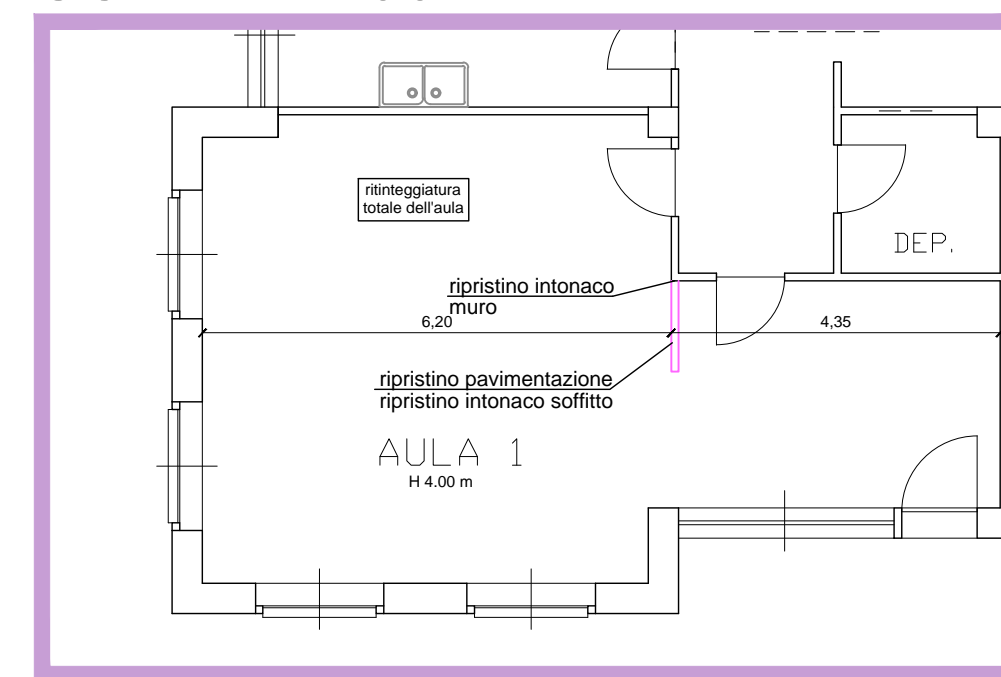 ritinteggiatura
totale dell'aula
DEP.
ripristino intonaco
muro
6,20
4,35
ripristino pavimentazione
ripristino intonaco soffitto
AULA 1
H 4.00 m